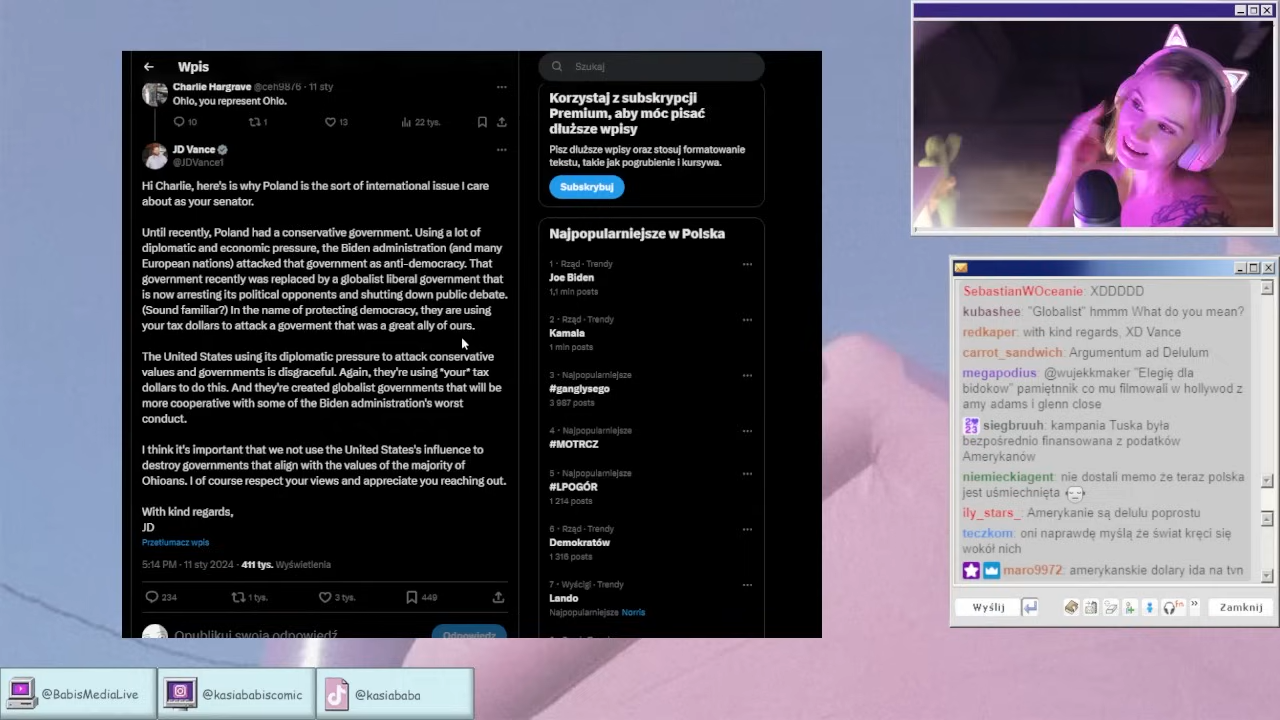 Wpis
Charlie Hargrave @ceh9876 · 11 sty
Ohlo, you represent Ohlo.
10
1
13
22 tys.
JD Vance
@JDVance1
Hi Charlie, here's is why Poland is the sort of international issue I care
about as your senator.
Until recently, Poland had a conservative government. Using a lot of
diplomatic and economic pressure, the Biden administration (and many
European nations) attacked that government as anti-democracy. That
government recently was replaced by a globalist liberal government that
is now arresting its political opponents and shutting down public debate.
(Sound familiar?) In the name of protecting democracy, they are using
your tax dollars to attack a goverment that was a great ally of ours.
The United States using its diplomatic pressure to attack conservative
values and governments is disgraceful. Again, they're using *your* tax
dollars to do this. And they're created globalist governments that will be
more cooperative with some of the Biden administration's worst
conduct.
I think it's important that we not use the United States's influence to
destroy governments that align with the values of the majority of
Ohioans. I of course respect your views and appreciate you reaching out.
With kind regards,
JD
Przetłumacz wpis
5:14 PM · 11 sty 2024 · 411 tys. Wyświetlenia
234
1 tys.
3 tys.
449
Opublikuj swoją odpowiedź
Odpowiedz
Szukaj
Korzystaj z subskrypcji
Premium, aby móc pisać
dłuższe wpisy
Pisz dłuższe wpisy oraz stosuj formatowanie
tekstu, takie jak pogrubienie i kursywa.
Subskrybuj
Najpopularniejsze w Polska
1 · Rząd · Trendy
Joe Biden
1,1 mln posts
2 · Rząd · Trendy
Kamala
1 mln posts
3 · Najpopularniejsze
#ganglysego
3 987 posts
4 · Najpopularniejsze
#MOTRCZ
5 · Najpopularniejsze
#LPOGÓR
1 214 posts
6 · Rząd · Trendy
Demokratów
1 316 posts
7 · Wyścigi · Trendy
Lando
Najpopularniejsze Norris
SebastianWOceanie: XDDDDD
kubashee: "Globalist" hmmm What do you mean?
redkaper: with kind regards, XD Vance
carrot_sandwich: Argumentum ad Delulum
megapodius: @wujekkmaker "Elegię dla
bidokow" pamiętnik co mu filmowali w hollywod z
amy adams i glenn close
siegbruuh: kampania Tuska była
bezpośrednio finansowana z podatków
Amerykanów
niemieckiagent: nie dostali memo że teraz polska
jest uśmiechnięta
ily_stars_: Amerykanie są delulu poprostu
teczkom: oni naprawdę myślą że świat kręci się
wokół nich
maro9972: amerykanskie dolary ida na tvn
Wyślij
Zamknij
@BabisMediaLive
@kasiababiscomic
@kasiababa